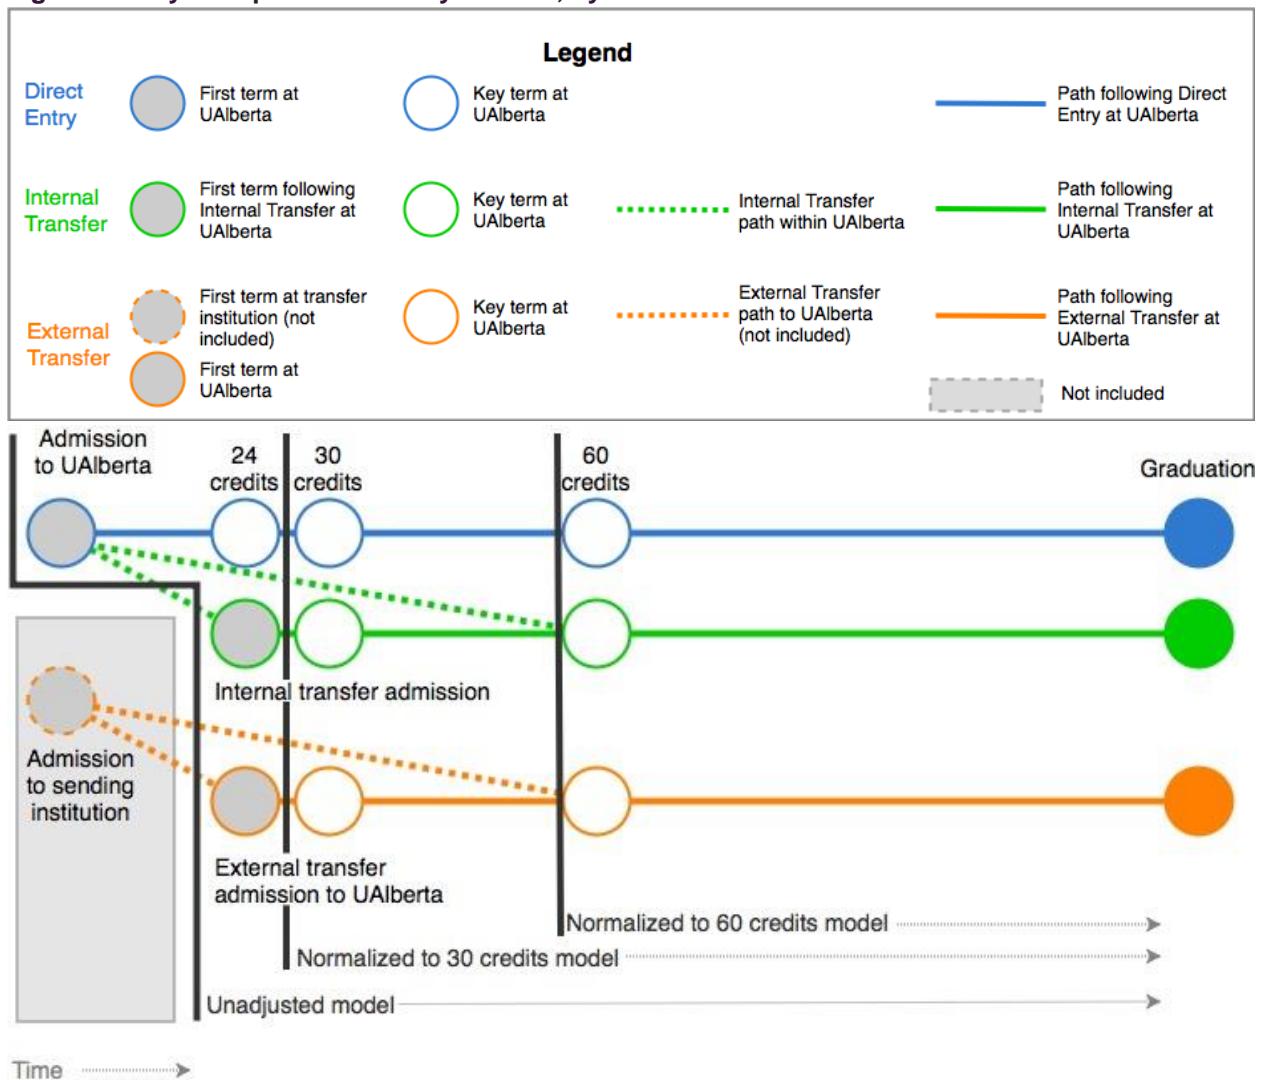 Legend
Direct
Entry
First term at
UAlberta
Key term at
UAlberta
Path following Direct
Entry at UAlberta
Internal
Transfer
First term following
Internal Transfer at
UAlberta
Key term at
UAlberta
Internal Transfer
path within UAlberta
Path following
Internal Transfer at
UAlberta
External
Transfer
First term at transfer
institution (not
included)
First term at
UAlberta
Key term at
UAlberta
External Transfer
path to UAlberta
(not included)
Path following
External Transfer at
UAlberta
Not included
Admission
to UAlberta
24
credits
30
credits
60
credits
Graduation
Internal transfer admission
Admission
to sending
institution
External transfer
admission to UAlberta
Normalized to 60 credits model
Normalized to 30 credits model
Unadjusted model
Time